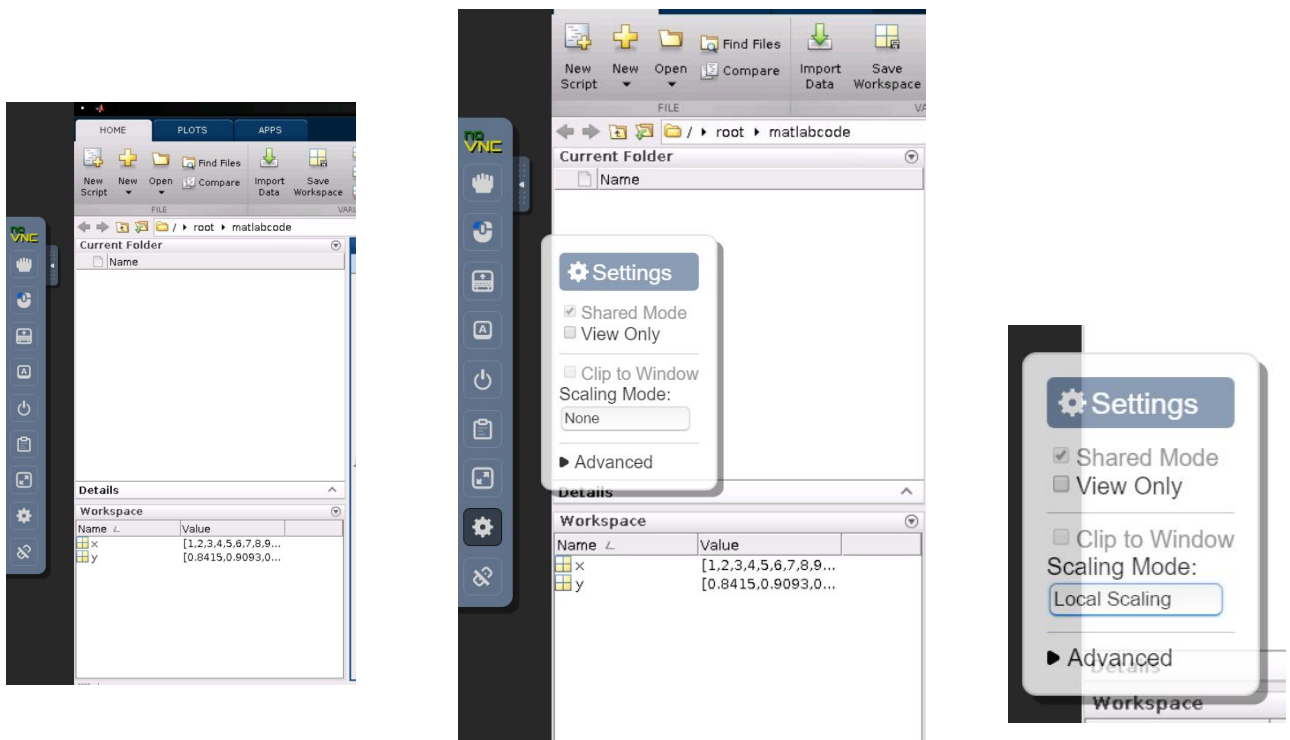 HOME PLOTS APPS
Find Files
Compare
New Script New Open Import Data Save Workspace
FILE
/ root matlabcode
Current Folder
Name
noVNC
A
Details
Workspace
Name Value
x [1,2,3,4,5,6,7,8,9...
y [0.8415,0.9093,0...
Find Files
Compare
New Script New Open Import Data Save Workspace
FILE
/ root matlabcode
Current Folder
Name
noVNC
A
Settings
Shared Mode
View Only
Clip to Window
Scaling Mode:
None
Advanced
Details
Workspace
Name Value
x [1,2,3,4,5,6,7,8,9...
y [0.8415,0.9093,0...
Settings
Shared Mode
View Only
Clip to Window
Scaling Mode:
Local Scaling
Advanced
Details
Workspace